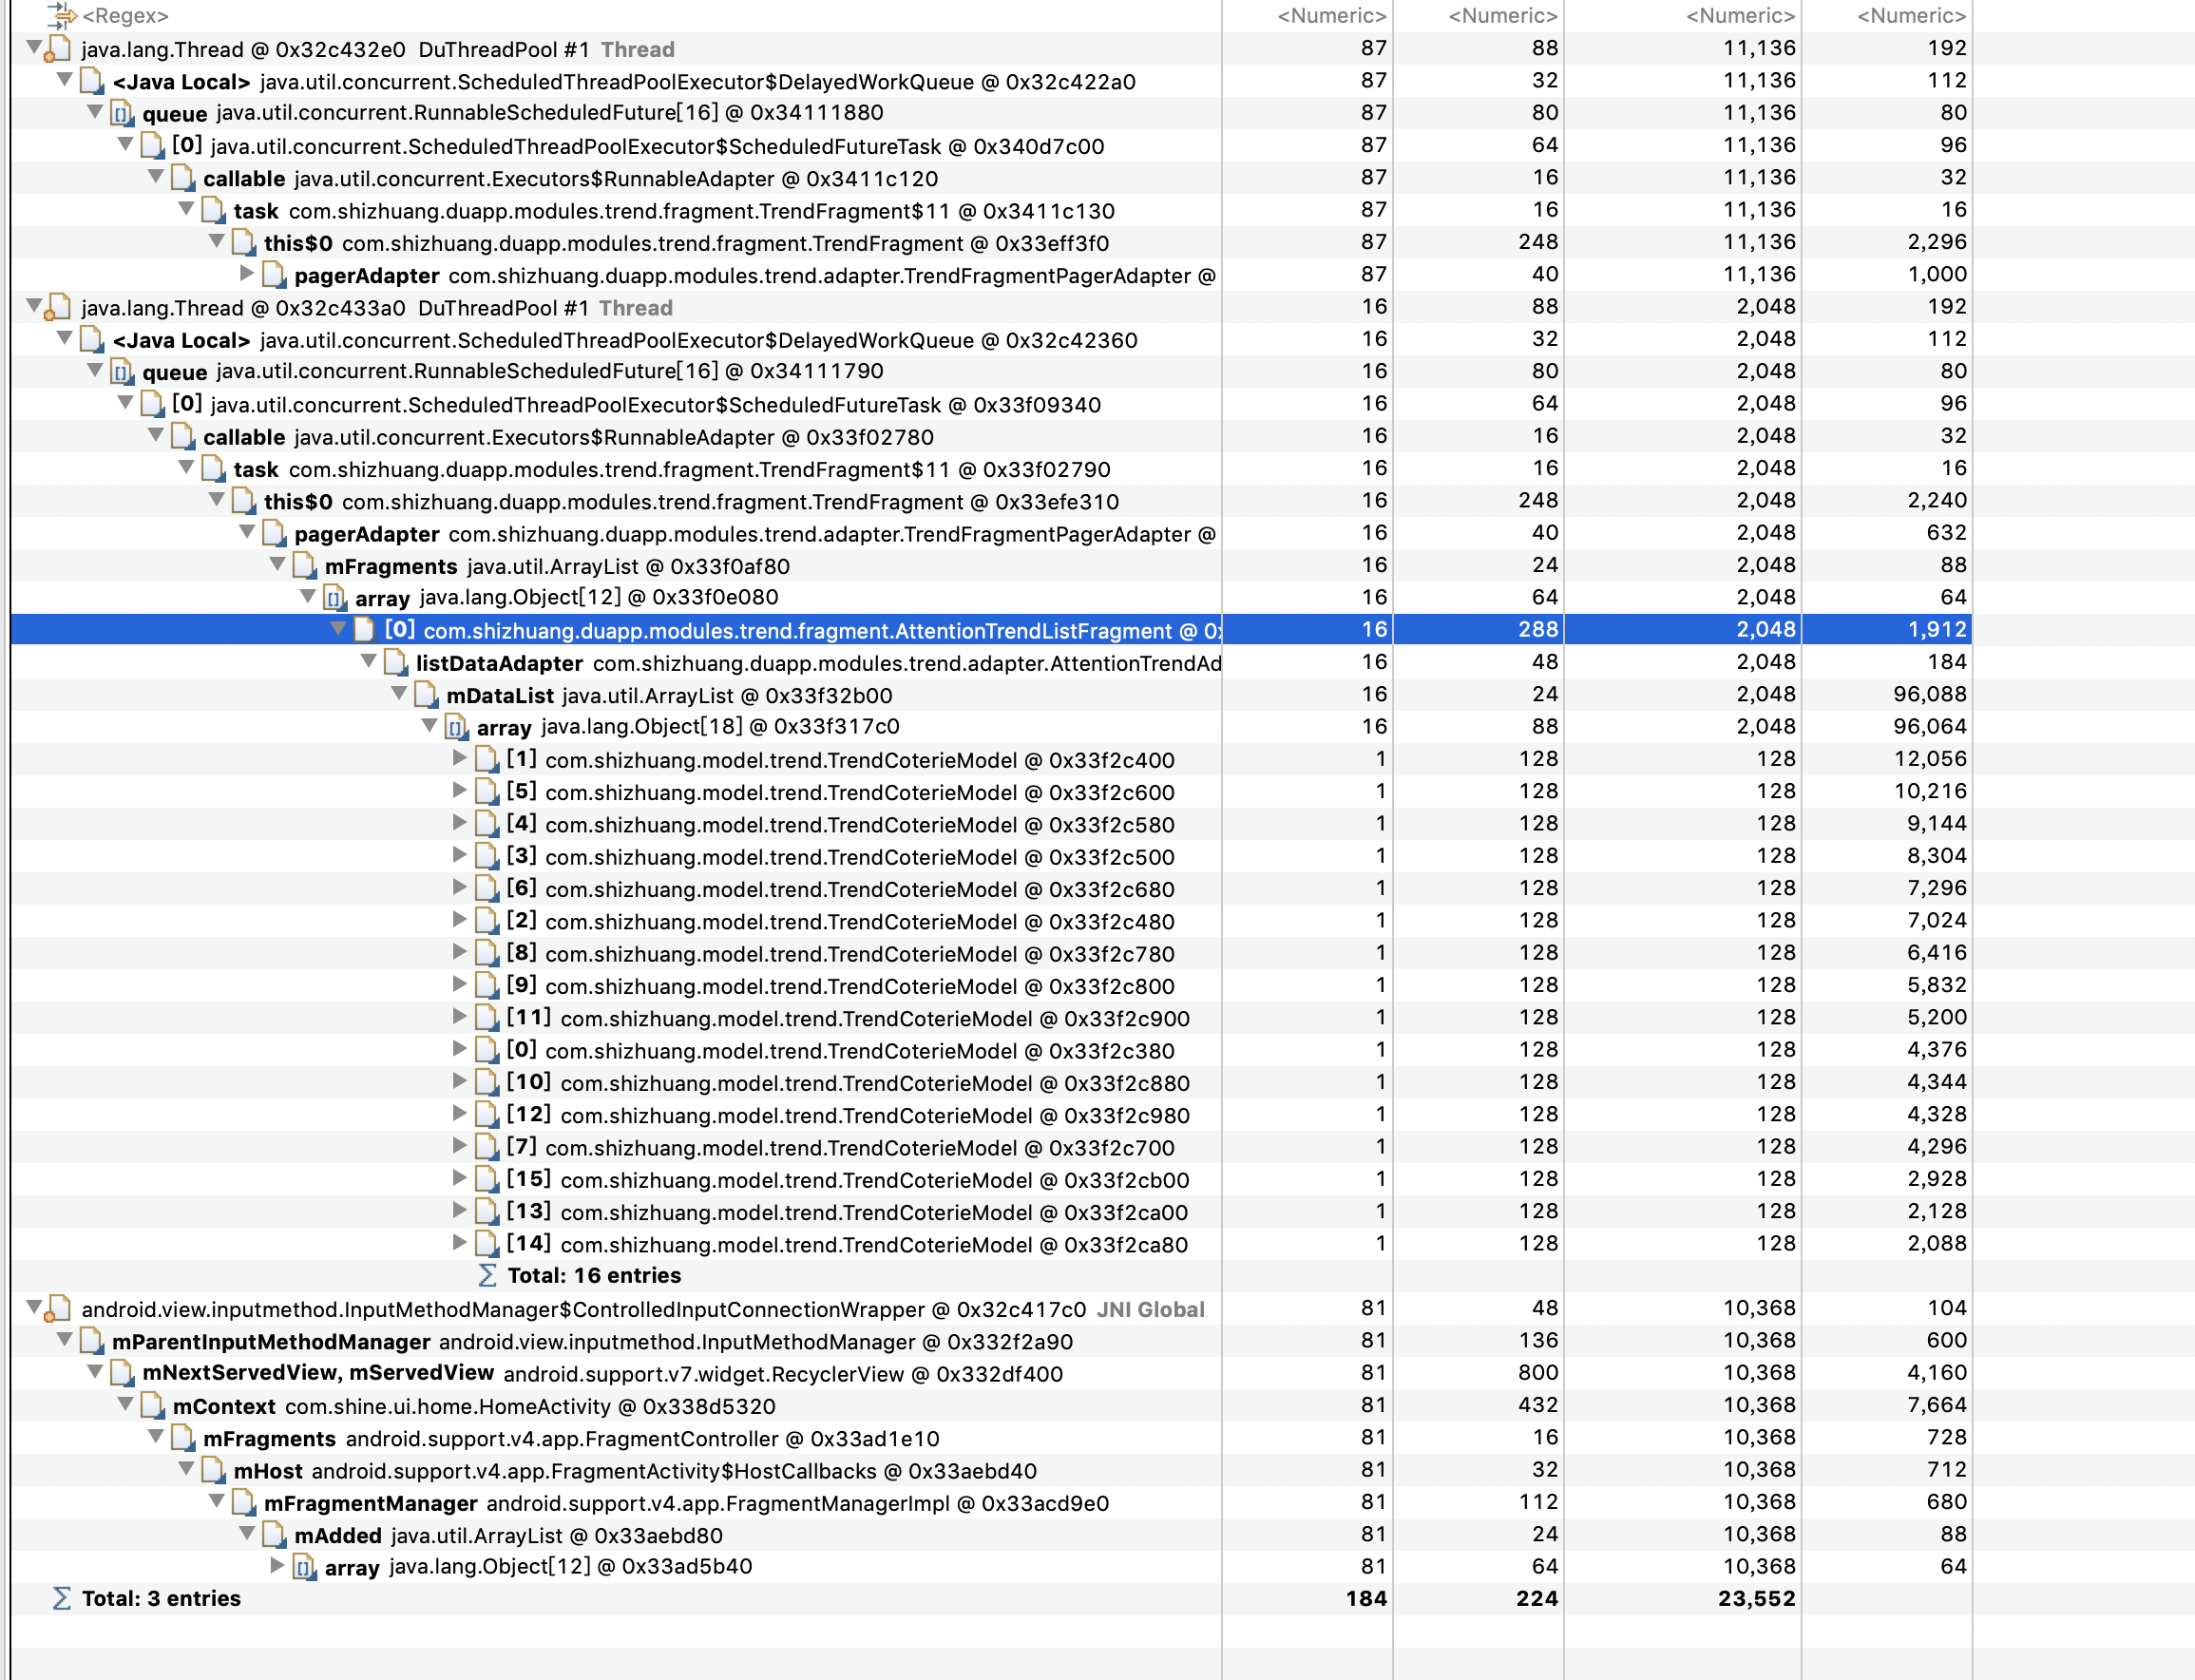 <Regex> <Numeric> <Numeric> <Numeric> <Numeric>
java.lang.Thread @ 0x32c432e0 DuThreadPool #1 Thread 87 88 11,136 192
<Java Local> java.util.concurrent.ScheduledThreadPoolExecutor$DelayedWorkQueue @ 0x32c422a0 87 32 11,136 112
queue java.util.concurrent.RunnableScheduledFuture[16] @ 0x34111880 87 80 11,136 80
[0] java.util.concurrent.ScheduledThreadPoolExecutor$ScheduledFutureTask @ 0x340d7c00 87 64 11,136 96
callable java.util.concurrent.Executors$RunnableAdapter @ 0x3411c120 87 16 11,136 32
task com.shizhuang.duapp.modules.trend.fragment.TrendFragment$11 @ 0x3411c130 87 16 11,136 16
this$0 com.shizhuang.duapp.modules.trend.fragment.TrendFragment @ 0x33eff3f0 87 248 11,136 2,296
pagerAdapter com.shizhuang.duapp.modules.trend.adapter.TrendFragmentPagerAdapter @ 87 40 11,136 1,000
java.lang.Thread @ 0x32c433a0 DuThreadPool #1 Thread 16 88 2,048 192
<Java Local> java.util.concurrent.ScheduledThreadPoolExecutor$DelayedWorkQueue @ 0x32c42360 16 32 2,048 112
queue java.util.concurrent.RunnableScheduledFuture[16] @ 0x34111790 16 80 2,048 80
[0] java.util.concurrent.ScheduledThreadPoolExecutor$ScheduledFutureTask @ 0x33f09340 16 64 2,048 96
callable java.util.concurrent.Executors$RunnableAdapter @ 0x33f02780 16 16 2,048 32
task com.shizhuang.duapp.modules.trend.fragment.TrendFragment$11 @ 0x33f02790 16 16 2,048 16
this$0 com.shizhuang.duapp.modules.trend.fragment.TrendFragment @ 0x33efe310 16 248 2,048 2,240
pagerAdapter com.shizhuang.duapp.modules.trend.adapter.TrendFragmentPagerAdapter @ 16 40 2,048 632
mFragments java.util.ArrayList @ 0x33f0af80 16 24 2,048 88
array java.lang.Object[12] @ 0x33f0e080 16 64 2,048 64
[0] com.shizhuang.duapp.modules.trend.fragment.AttentionTrendListFragment @ 0x 16 288 2,048 1,912
listDataAdapter com.shizhuang.duapp.modules.trend.adapter.AttentionTrendAd 16 48 2,048 184
mDataList java.util.ArrayList @ 0x33f32b00 16 24 2,048 96,088
array java.lang.Object[18] @ 0x33f317c0 16 88 2,048 96,064
[1] com.shizhuang.model.trend.TrendCoterieModel @ 0x33f2c400 1 128 128 12,056
[5] com.shizhuang.model.trend.TrendCoterieModel @ 0x33f2c600 1 128 128 10,216
[4] com.shizhuang.model.trend.TrendCoterieModel @ 0x33f2c580 1 128 128 9,144
[3] com.shizhuang.model.trend.TrendCoterieModel @ 0x33f2c500 1 128 128 8,304
[6] com.shizhuang.model.trend.TrendCoterieModel @ 0x33f2c680 1 128 128 7,296
[2] com.shizhuang.model.trend.TrendCoterieModel @ 0x33f2c480 1 128 128 7,024
[8] com.shizhuang.model.trend.TrendCoterieModel @ 0x33f2c780 1 128 128 6,416
[9] com.shizhuang.model.trend.TrendCoterieModel @ 0x33f2c800 1 128 128 5,832
[11] com.shizhuang.model.trend.TrendCoterieModel @ 0x33f2c900 1 128 128 5,200
[0] com.shizhuang.model.trend.TrendCoterieModel @ 0x33f2c380 1 128 128 4,376
[10] com.shizhuang.model.trend.TrendCoterieModel @ 0x33f2c880 1 128 128 4,344
[12] com.shizhuang.model.trend.TrendCoterieModel @ 0x33f2c980 1 128 128 4,328
[7] com.shizhuang.model.trend.TrendCoterieModel @ 0x33f2c700 1 128 128 4,296
[15] com.shizhuang.model.trend.TrendCoterieModel @ 0x33f2cb00 1 128 128 2,928
[13] com.shizhuang.model.trend.TrendCoterieModel @ 0x33f2ca00 1 128 128 2,128
[14] com.shizhuang.model.trend.TrendCoterieModel @ 0x33f2ca80 1 128 128 2,088
Σ Total: 16 entries
android.view.inputmethod.InputMethodManager$ControlledInputConnectionWrapper @ 0x32c417c0 JNI Global 81 48 10,368 104
mParentInputMethodManager android.view.inputmethod.InputMethodManager @ 0x332f2a90 81 136 10,368 600
mNextServedView, mServedView android.support.v7.widget.RecyclerView @ 0x332df400 81 800 10,368 4,160
mContext com.shine.ui.home.HomeActivity @ 0x338d5320 81 432 10,368 7,664
mFragments android.support.v4.app.FragmentController @ 0x33ad1e10 81 16 10,368 728
mHost android.support.v4.app.FragmentActivity$HostCallbacks @ 0x33aebd40 81 32 10,368 712
mFragmentManager android.support.v4.app.FragmentManagerImpl @ 0x33acd9e0 81 112 10,368 680
mAdded java.util.ArrayList @ 0x33aebd80 81 24 10,368 88
array java.lang.Object[12] @ 0x33ad5b40 81 64 10,368 64
Σ Total: 3 entries 184 224 23,552